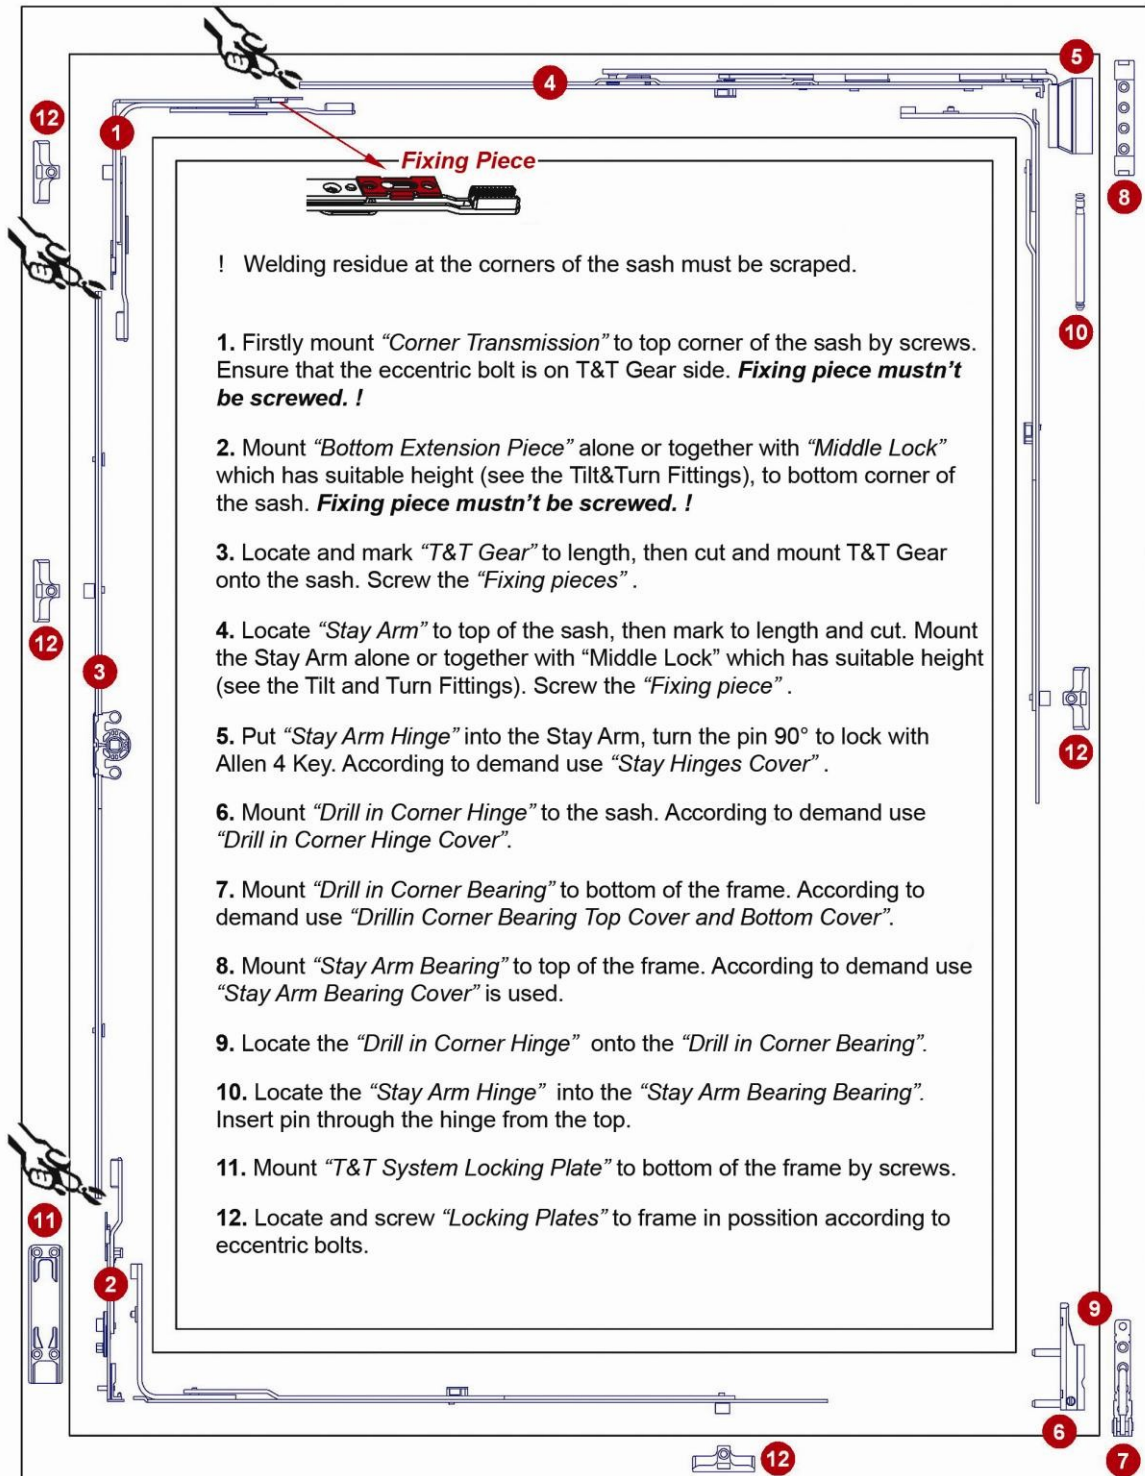 5
4
12
1
Fixing Piece
8
! Welding residue at the corners of the sash must be scraped.
10
1. Firstly mount “Corner Transmission” to top corner of the sash by screws.
Ensure that the eccentric bolt is on T&T Gear side. Fixing piece mustn’t
be screwed. !
2. Mount “Bottom Extension Piece” alone or together with “Middle Lock”
which has suitable height (see the Tilt&Turn Fittings), to bottom corner of
the sash. Fixing piece mustn’t be screwed. !
3. Locate and mark “T&T Gear” to length, then cut and mount T&T Gear
onto the sash. Screw the “Fixing pieces” .
12
4. Locate “Stay Arm” to top of the sash, then mark to length and cut. Mount
the Stay Arm alone or together with “Middle Lock” which has suitable height
(see the Tilt and Turn Fittings). Screw the “Fixing piece” .
3
5. Put “Stay Arm Hinge” into the Stay Arm, turn the pin 90° to lock with
Allen 4 Key. According to demand use “Stay Hinges Cover” .
12
6. Mount “Drill in Corner Hinge” to the sash. According to demand use
“Drill in Corner Hinge Cover”.
7. Mount “Drill in Corner Bearing” to bottom of the frame. According to
demand use “Drillin Corner Bearing Top Cover and Bottom Cover”.
8. Mount “Stay Arm Bearing” to top of the frame. According to demand use
“Stay Arm Bearing Cover” is used.
9. Locate the “Drill in Corner Hinge” onto the “Drill in Corner Bearing”.
10. Locate the “Stay Arm Hinge” into the “Stay Arm Bearing Bearing”.
Insert pin through the hinge from the top.
11. Mount “T&T System Locking Plate” to bottom of the frame by screws.
12. Locate and screw “Locking Plates” to frame in possition according to
eccentric bolts.
11
2
9
6
12
7